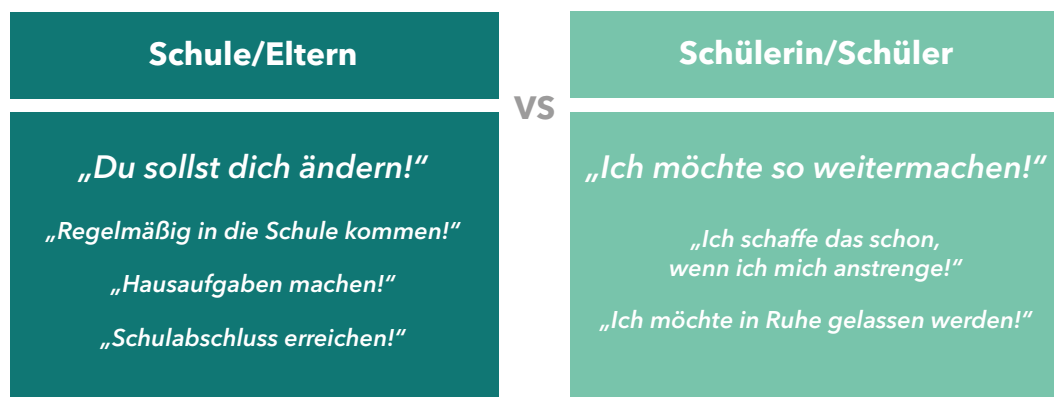 Schule/Eltern
„Du sollst dich ändern!“
„Regelmäßig in die Schule kommen!“
„Hausaufgaben machen!“
„Schulabschluss erreichen!“
VS
Schülerin/Schüler
„Ich möchte so weitermachen!“
„Ich schaffe das schon,
wenn ich mich anstrenge!“
„Ich möchte in Ruhe gelassen werden!“